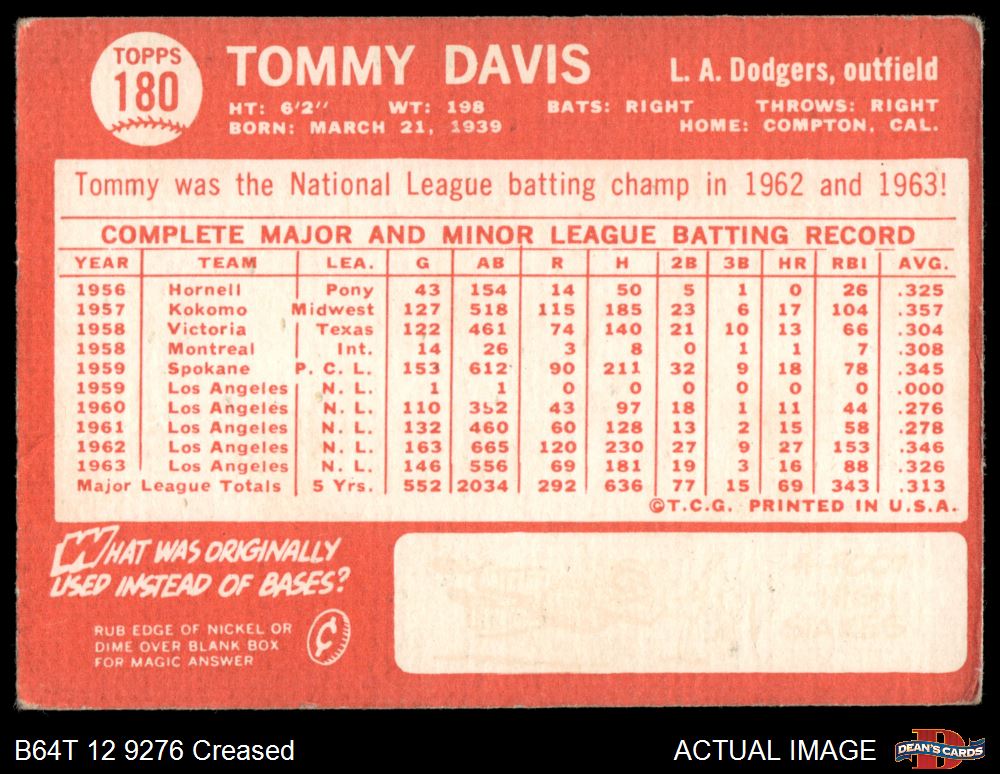 TOPPS
180
TOMMY DAVIS
L. A. Dodgers, outfield
HT: 6'2" WT: 198 BATS: RIGHT THROWS: RIGHT
BORN: MARCH 21, 1939 HOME: COMPTON, CAL.
Tommy was the National League batting champ in 1962 and 1963!
COMPLETE MAJOR AND MINOR LEAGUE BATTING RECORD
YEAR TEAM LEA. G AB R H 2B 3B HR RBI AVG.
1956 Hornell Pony 43 154 14 50 5 1 0 26 .325
1957 Kokomo Midwest 127 518 115 185 23 6 17 104 .357
1958 Victoria Texas 122 461 74 140 21 10 13 66 .304
1958 Montreal Int. 14 26 3 8 0 1 1 7 .308
1959 Spokane P. C. L. 153 612 90 211 32 9 18 78 .345
1959 Los Angeles N. L. 1 1 0 0 0 0 0 0 .000
1960 Los Angeles N. L. 110 352 43 97 18 1 11 44 .276
1961 Los Angeles N. L. 132 460 60 128 13 2 15 58 .278
1962 Los Angeles N. L. 163 665 120 230 27 9 27 153 .346
1963 Los Angeles N. L. 146 556 69 181 19 3 16 88 .326
Major League Totals 5 Yrs. 552 2034 292 636 77 15 69 343 .313
©T.C.G. PRINTED IN U.S.A.
WHAT WAS ORIGINALLY
USED INSTEAD OF BASES?
RUB EDGE OF NICKEL OR
DIME OVER BLANK BOX
FOR MAGIC ANSWER
¢
B64T 12 9276 Creased
ACTUAL IMAGE
D
DEAN'S CARDS